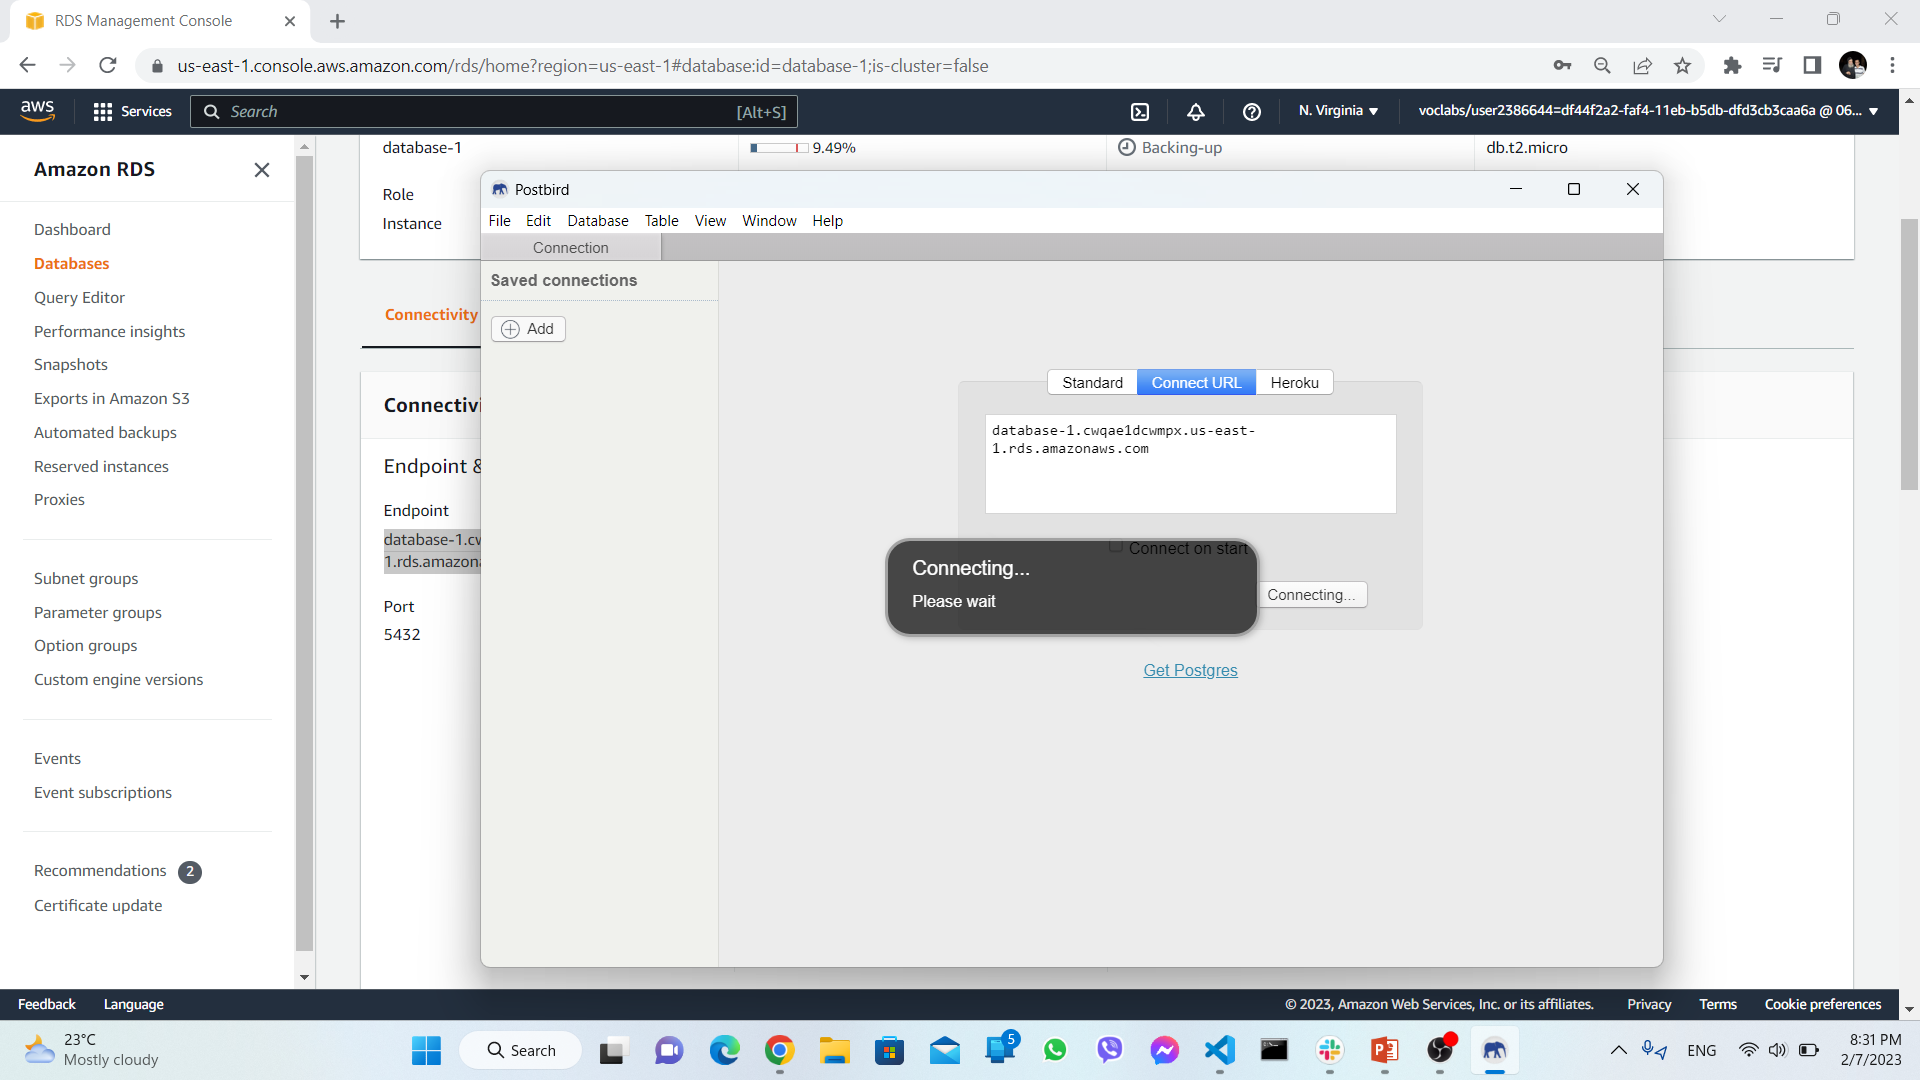 RDS Management Console
us-east-1.console.aws.amazon.com/rds/home?region=us-east-1#database:id=database-1;is-cluster=false
aws
Services
Search
[Alt+S]
N. Virginia
voclabs/user2386644=df44f2a2-faf4-11eb-b5db-dfd3cb3caa6a @ 06...
Amazon RDS
Dashboard
Databases
Query Editor
Performance insights
Snapshots
Exports in Amazon S3
Automated backups
Reserved instances
Proxies
Subnet groups
Parameter groups
Option groups
Custom engine versions
Events
Event subscriptions
Recommendations 2
Certificate update
database-1
9.49%
Backing-up
db.t2.micro
Role
Instance
Connectivity
Endpoint &
Endpoint
Port
5432
Postbird
File Edit Database Table View Window Help
Connection
Saved connections
Add
Standard Connect URL Heroku
database-1.cwqae1dcwmpx.us-east-
1.rds.amazonaws.com
Connect on start
Connecting...
Please wait
Connecting...
Get Postgres
Feedback
Language
© 2023, Amazon Web Services, Inc. or its affiliates.
Privacy
Terms
Cookie preferences
23°C
Mostly cloudy
Search
5
ENG
8:31 PM
2/7/2023